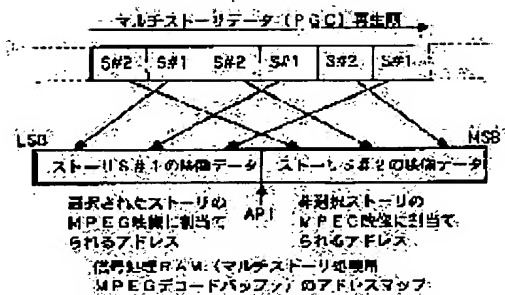 マルチストーリデータ(PGC)再生順
S#2 S#1 S#2 S#1 S#2 S#1
LSB MSB
ストーリS#1の映像データ ストーリS#2の映像データ
選択されたストーリの
MPEG映像に割当て
られるアドレス
AP1
非選択ストーリの
MPEG映像に割当て
られるアドレス
信号処理RAM(マルチストーリ処理用
MPEGデコードバッファ)のアドレスマップ